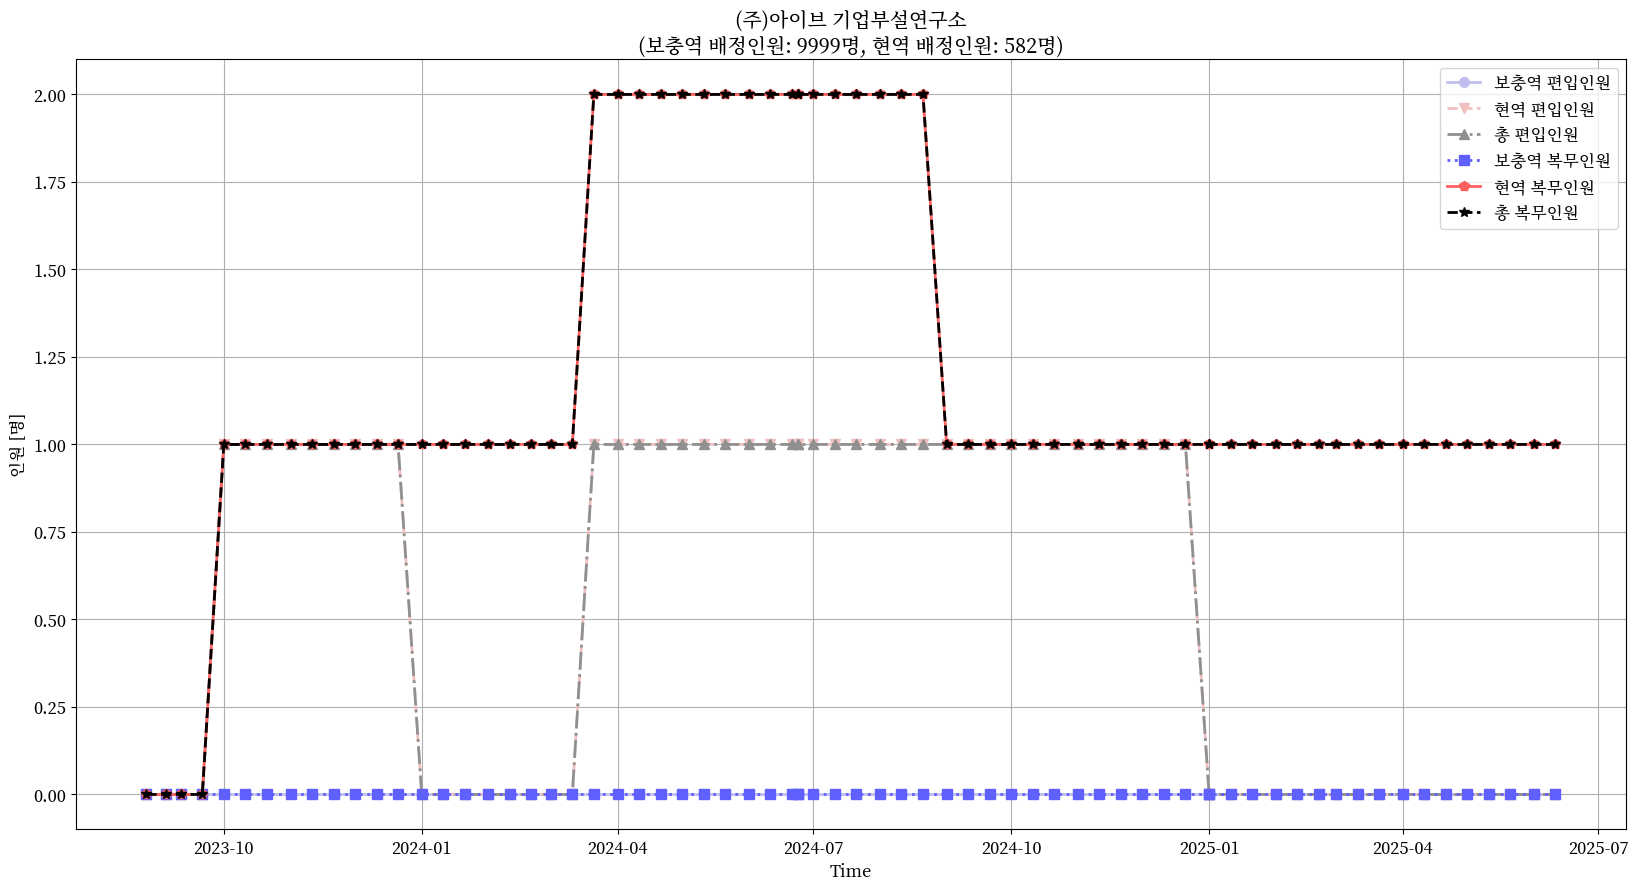 (주)아이브 기업부설연구소
(보충역 배정인원: 9999명, 현역 배정인원: 582명)
보충역 편입인원
현역 편입인원
총 편입인원
보충역 복무인원
현역 복무인원
총 복무인원
인원 [명]
2.00
1.75
1.50
1.25
1.00
0.75
0.50
0.25
0.00
2023-10
2024-01
2024-04
2024-07
2024-10
2025-01
2025-04
2025-07
Time